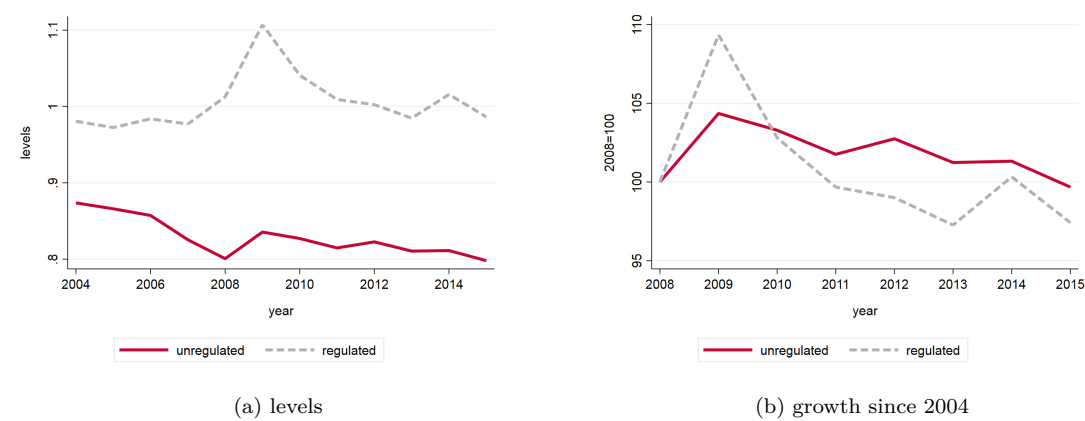 levels
1.1
1
.9
.8
2004 2006 2008 2010 2012 2014
year
unregulated regulated
(a) levels
2008=100
110
105
100
95
2008 2009 2010 2011 2012 2013 2014 2015
year
unregulated regulated
(b) growth since 2004